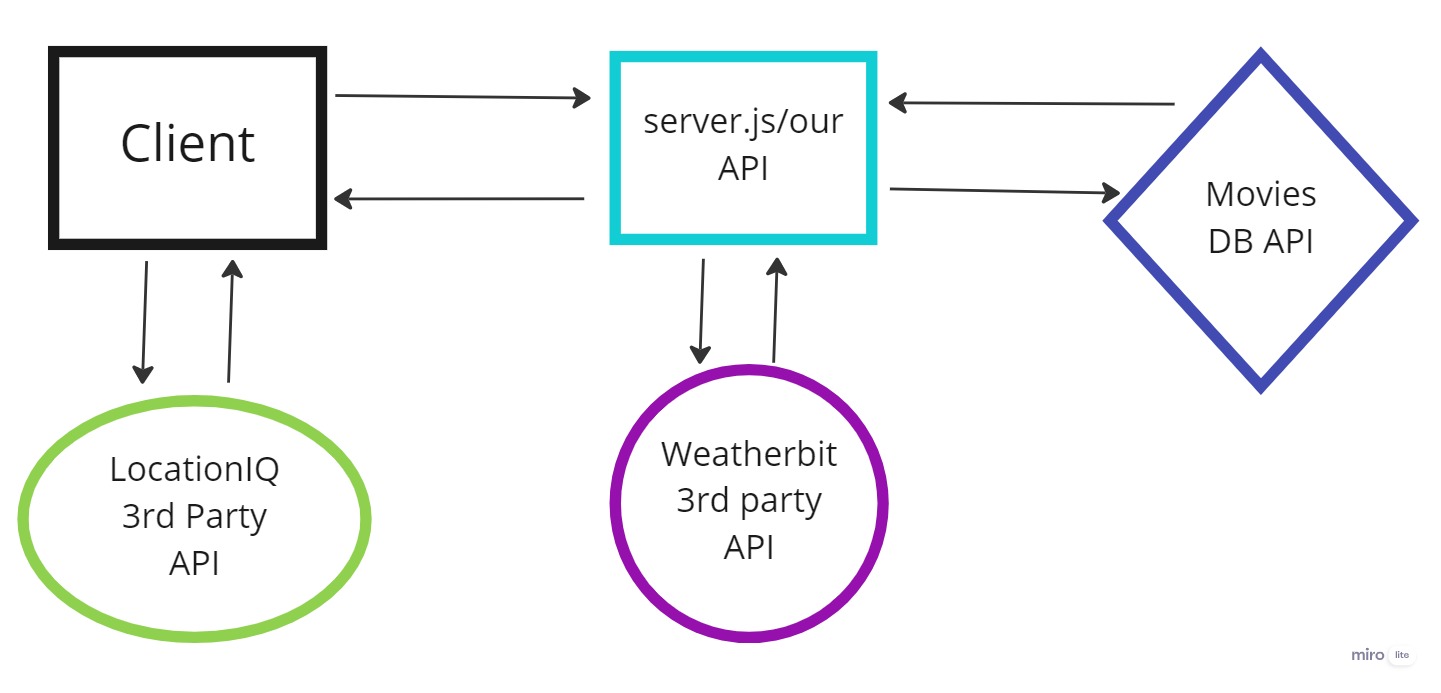 Client
server.js/our
API
Movies
DB API
LocationIQ
3rd Party
API
Weatherbit
3rd party
API
miro lite